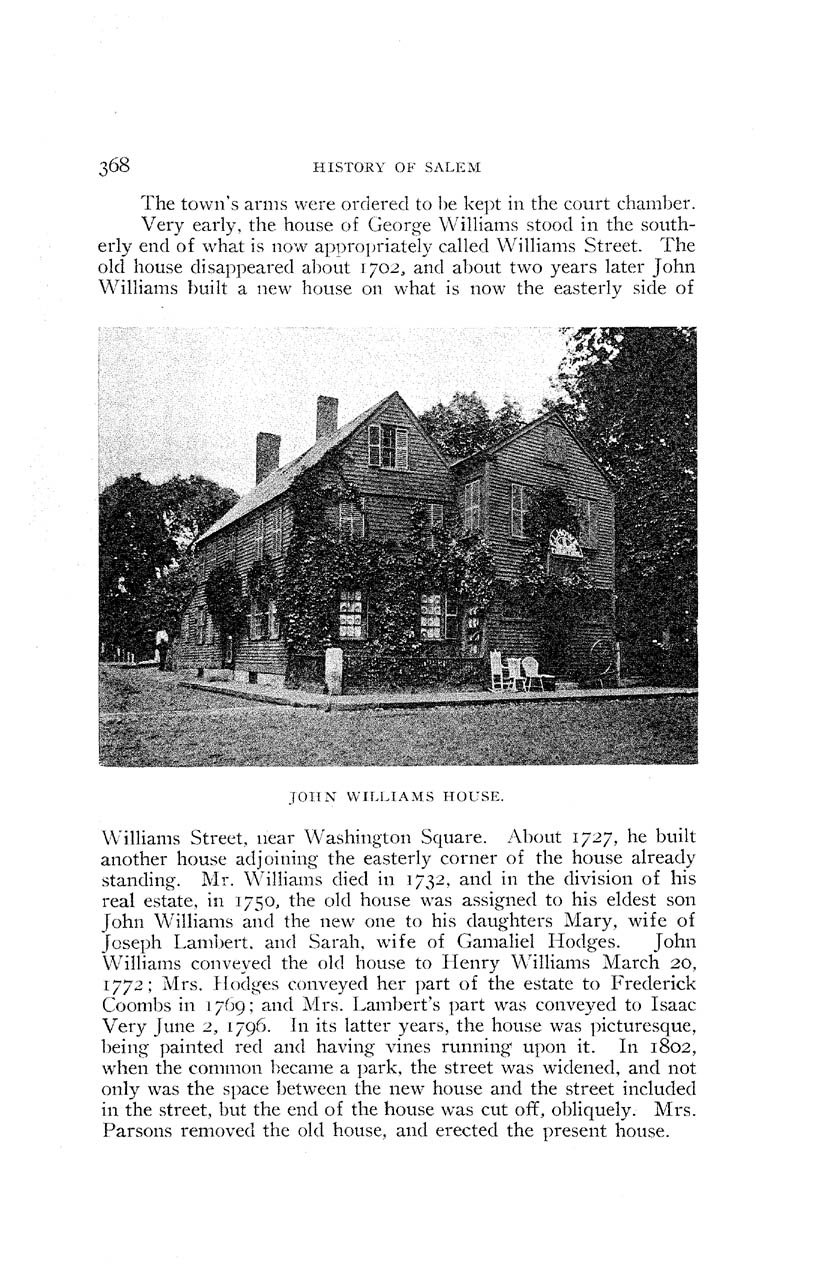 368 HISTORY OF SALEM
The town's arms were ordered to be kept in the court chamber.
Very early, the house of George Williams stood in the south-
erly end of what is now appropriately called Williams Street. The
old house disappeared about 1702, and about two years later John
Williams built a new house on what is now the easterly side of
JOHN WILLIAMS HOUSE.
Williams Street, near Washington Square. About 1727, he built
another house adjoining the easterly corner of the house already
standing. Mr. Williams died in 1732, and in the division of his
real estate, in 1750, the old house was assigned to his eldest son
John Williams and the new one to his daughters Mary, wife of
Joseph Lambert, and Sarah, wife of Gamaliel Hodges. John
Williams conveyed the old house to Henry Williams March 20,
1772; Mrs. Hodges conveyed her part of the estate to Frederick
Coombs in 1769; and Mrs. Lambert's part was conveyed to Isaac
Very June 2, 1796. In its latter years, the house was picturesque,
being painted red and having vines running upon it. In 1802,
when the common became a park, the street was widened, and not
only was the space between the new house and the street included
in the street, but the end of the house was cut off, obliquely. Mrs.
Parsons removed the old house, and erected the present house.